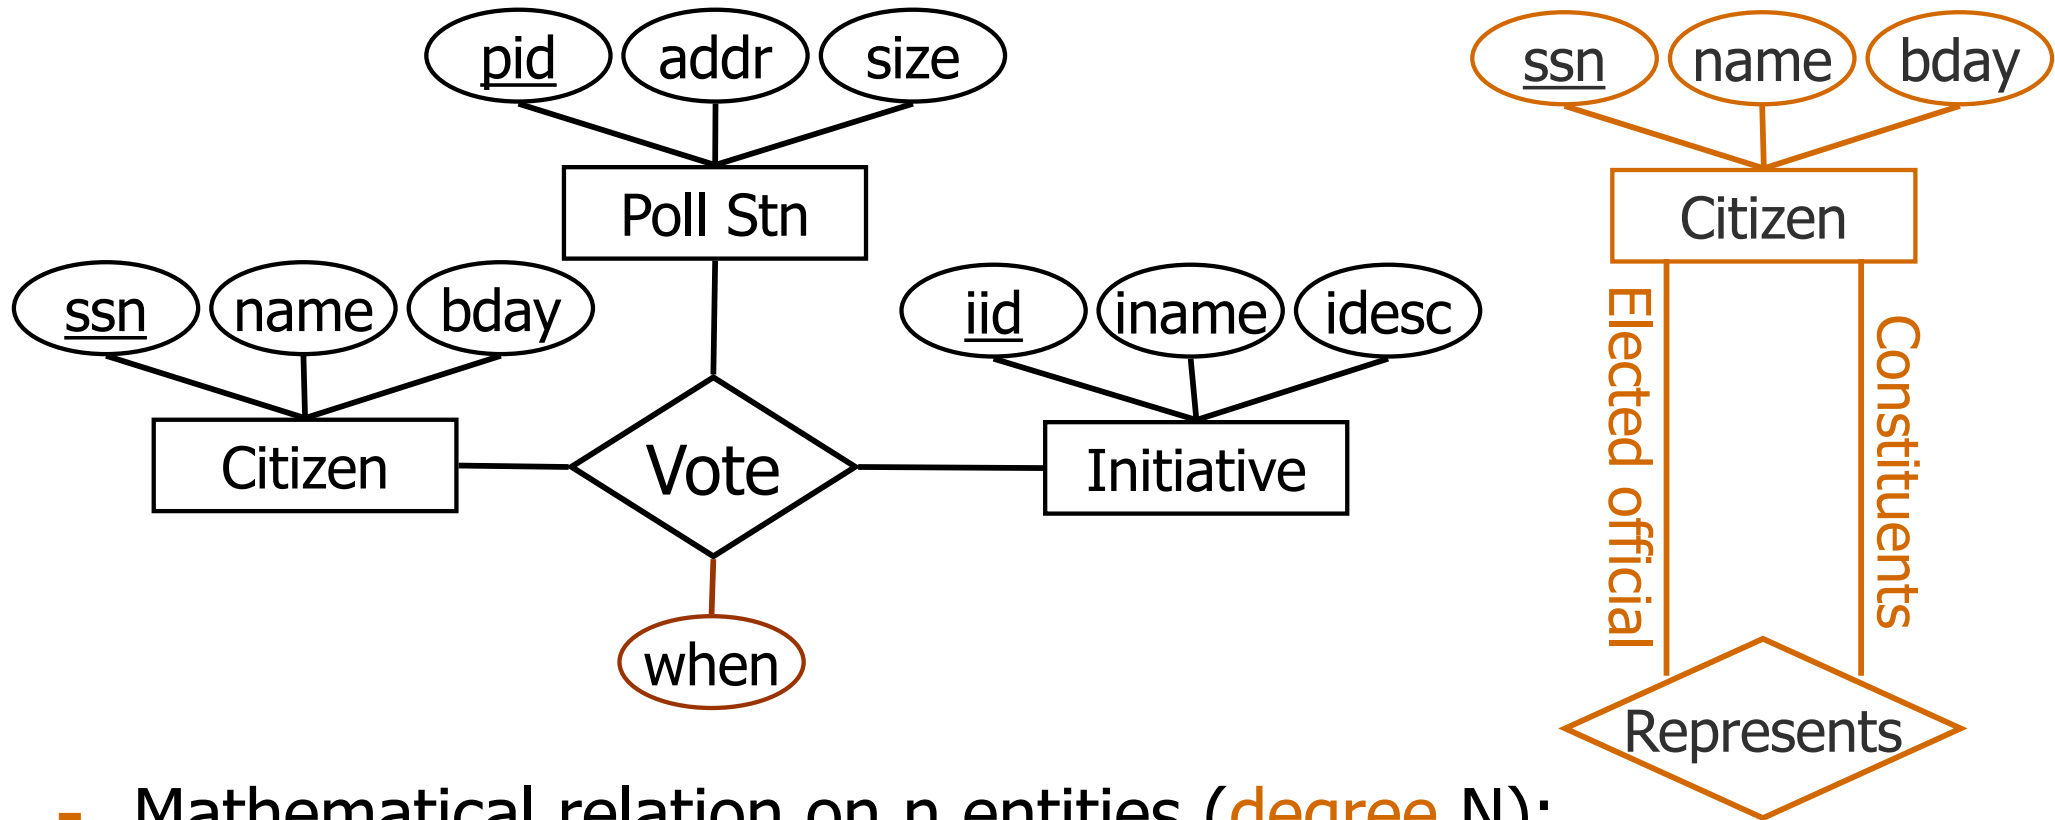 pid addr size
ssn name bday
Poll Stn
Citizen
ssn name bday
iid iname idesc
Elected official
Constituents
Citizen
Vote
Initiative
when
Represents
- Mathematical relation on n entities (degree N):